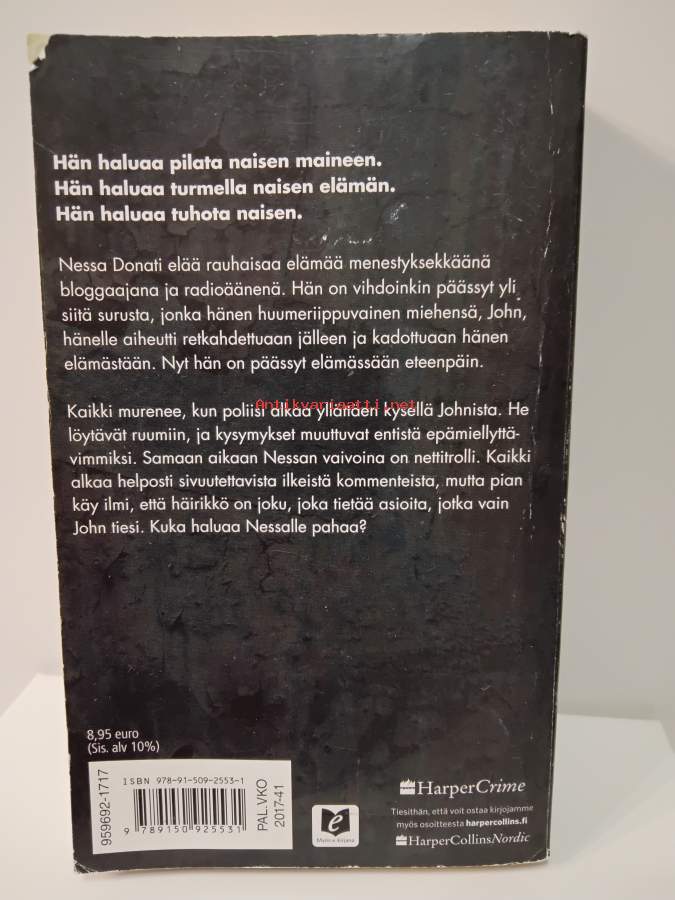 Hän haluaa pilata naisen maineen.
Hän haluaa turmella naisen elämän.
Hän haluaa tuhota naisen.
Nessa Donati elää rauhaisaa elämää menestyksekkäänä
bloggaajana ja radioäänenä. Hän on vihdoinkin päässyt yli
siitä surusta, jonka hänen huumeriippuvainen miehensä, John,
hänelle aiheutti retkahdettuaan jälleen ja kadottuaan hänen
elämästään. Nyt hän on päässyt elämässään eteenpäin.
Antikvariaatti.net
Kaikki murenee, kun poliisi alkaa yllättäen kysellä Johnista. He
löytävät ruumiin, ja kysymykset muuttuvat entistä epämiellyttä-
vimmiksi. Samaan aikaan Nessan vaivoina on nettitrolli. Kaikki
alkaa helposti sivuutettavista ilkeistä kommenteista, mutta pian
käy ilmi, että häirikkö on joku, joka tietää asioita, jotka vain
John tiesi. Kuka haluaa Nessalle pahaa?
8,95 euro
(Sis. alv 10%)
959692-1717
ISBN 978-91-509-2553-1
9 789150 925531
PAL.VKO
2017-41
e
Myös e-kirjana
HarperCrime
Tiesithän, että voit ostaa kirjojamme
myös osoitteesta harpercollins.fi
HarperCollinsNordic